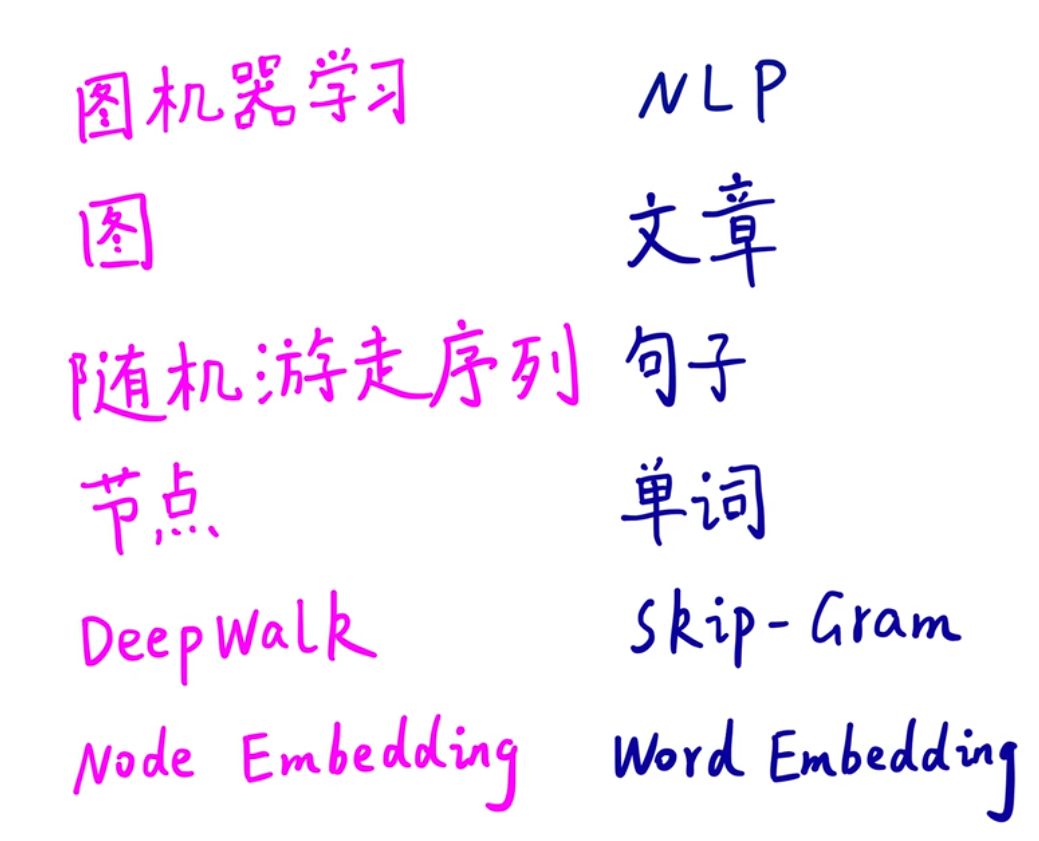 图机器学习 NLP
图 文章
随机游走序列 句子
节点 单词
DeepWalk Skip-Gram
Node Embedding Word Embedding